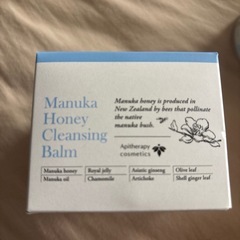 Manuka
Honey
Cleansing
Balm
Manuka honey is produced in
New Zealand by bees that pollinate
the native
manuka bush.
Apitherapy
cosmetics
Manuka honey
Royal jelly
Asiatic ginseng
Olive leaf
Manuka oil
Chamomile
Artichoke
Shell ginger leaf